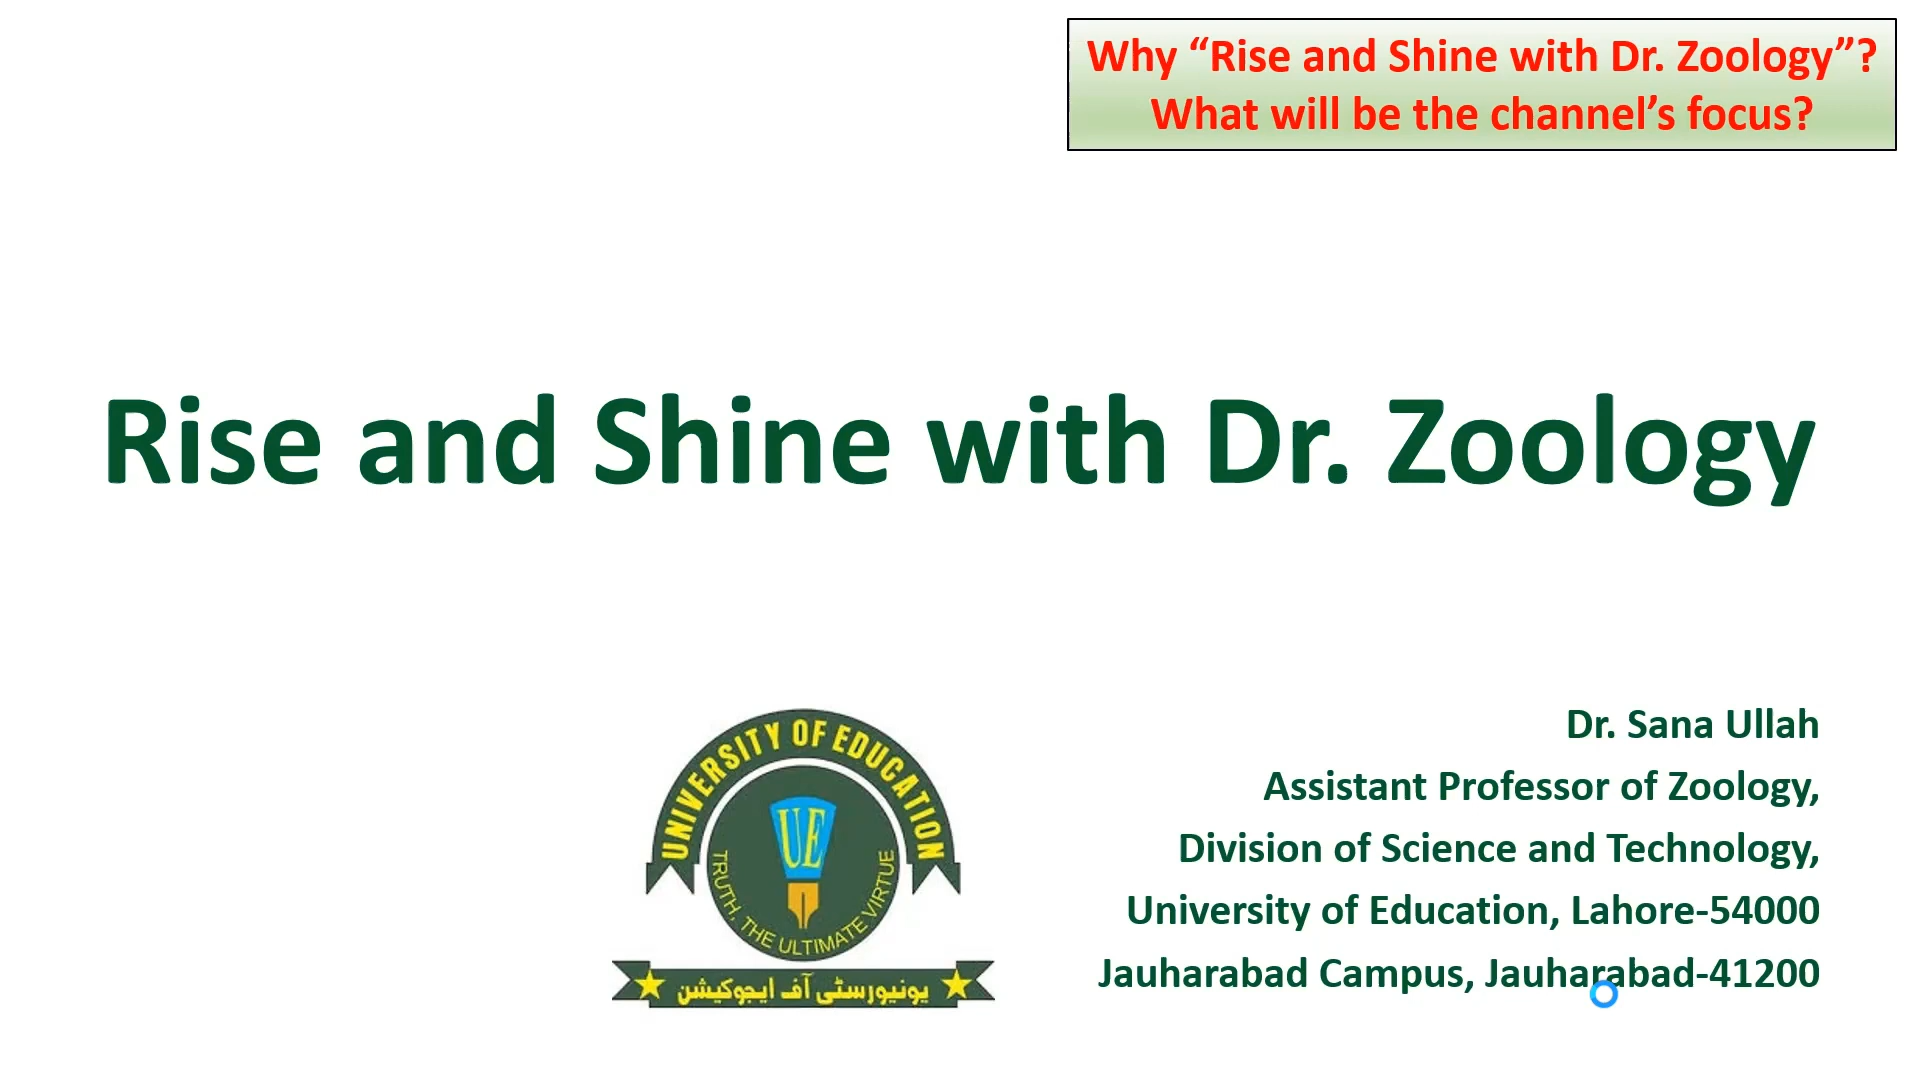 Why “Rise and Shine with Dr. Zoology”?
What will be the channel’s focus?
Rise and Shine with Dr. Zoology
UNIVERSITY OF EDUCATION
UE
TRUTH, THE ULTIMATE VIRTUE
یونیورسٹی آف ایجوکیشن
Dr. Sana Ullah
Assistant Professor of Zoology,
Division of Science and Technology,
University of Education, Lahore-54000
Jauharabad Campus, Jauharabad-41200